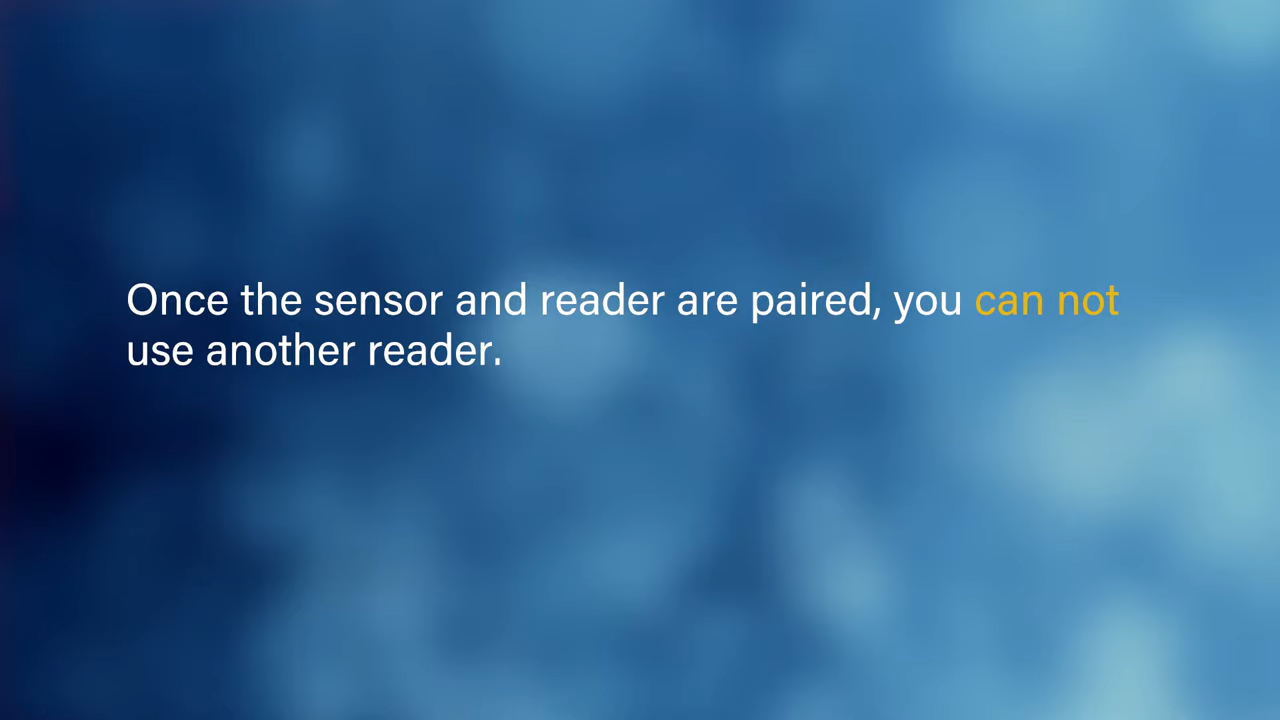 Once the sensor and reader are paired, you can not
use another reader.